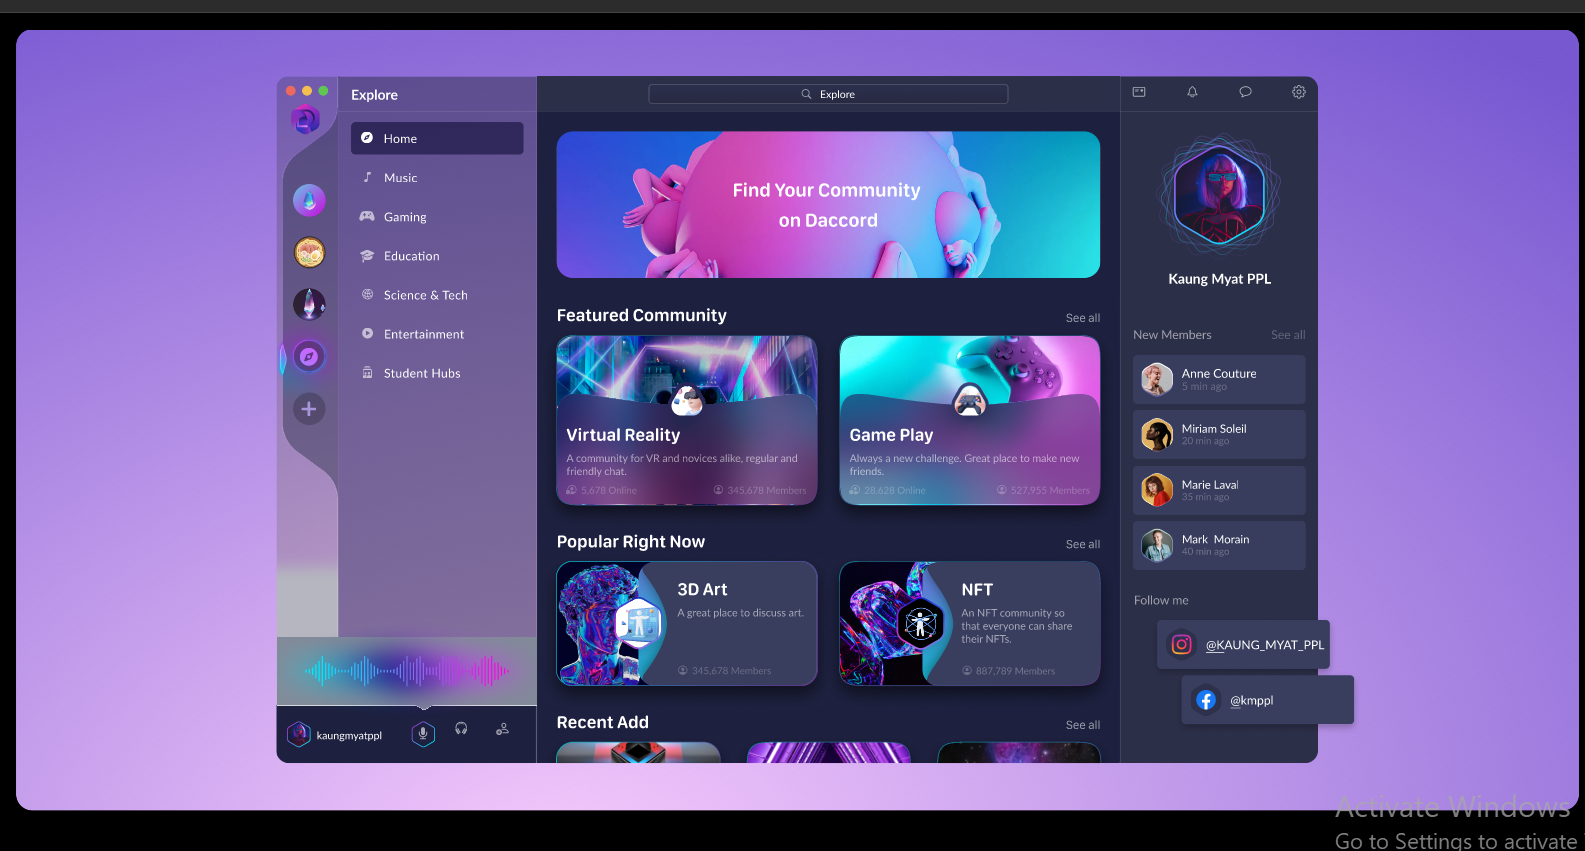 Explore
Home
Music
Gaming
Education
Science & Tech
Entertainment
Student Hubs
kaungmyatppl
Explore
Find Your Community
on Daccord
Featured Community
See all
Virtual Reality
A community for VR and novices alike, regular and
friendly chat.
5,678 Online
345,678 Members
Game Play
Always a new challenge. Great place to make new
friends.
28,628 Online
527,955 Members
Popular Right Now
See all
3D Art
A great place to discuss art.
345,678 Members
NFT
An NFT community so
that everyone can share
their NFTs.
887,789 Members
Recent Add
See all
Kaung Myat PPL
New Members
See all
Anne Couture
5 min ago
Miriam Soleil
20 min ago
Marie Laval
35 min ago
Mark Morain
40 min ago
Follow me
@KAUNG_MYAT_PPL
@kmppl
Activate Windows
Go to Settings to activate